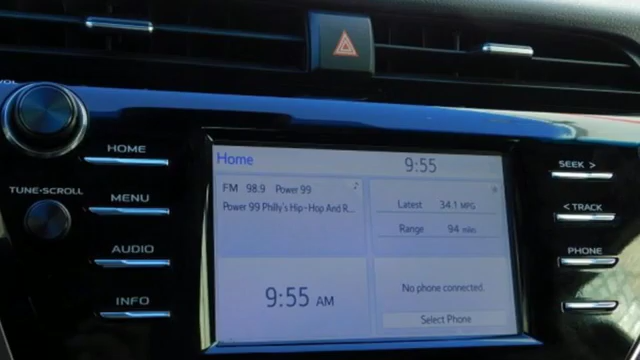 VOL
HOME
MENU
AUDIO
INFO
TUNE·SCROLL
Home
9:55
FM 98.9 Power 99
Power 99 Philly's Hip-Hop And R...
Latest 34.1 MPG
Range 94 miles
9:55 AM
No phone connected.
Select Phone
SEEK >
< TRACK
PHONE